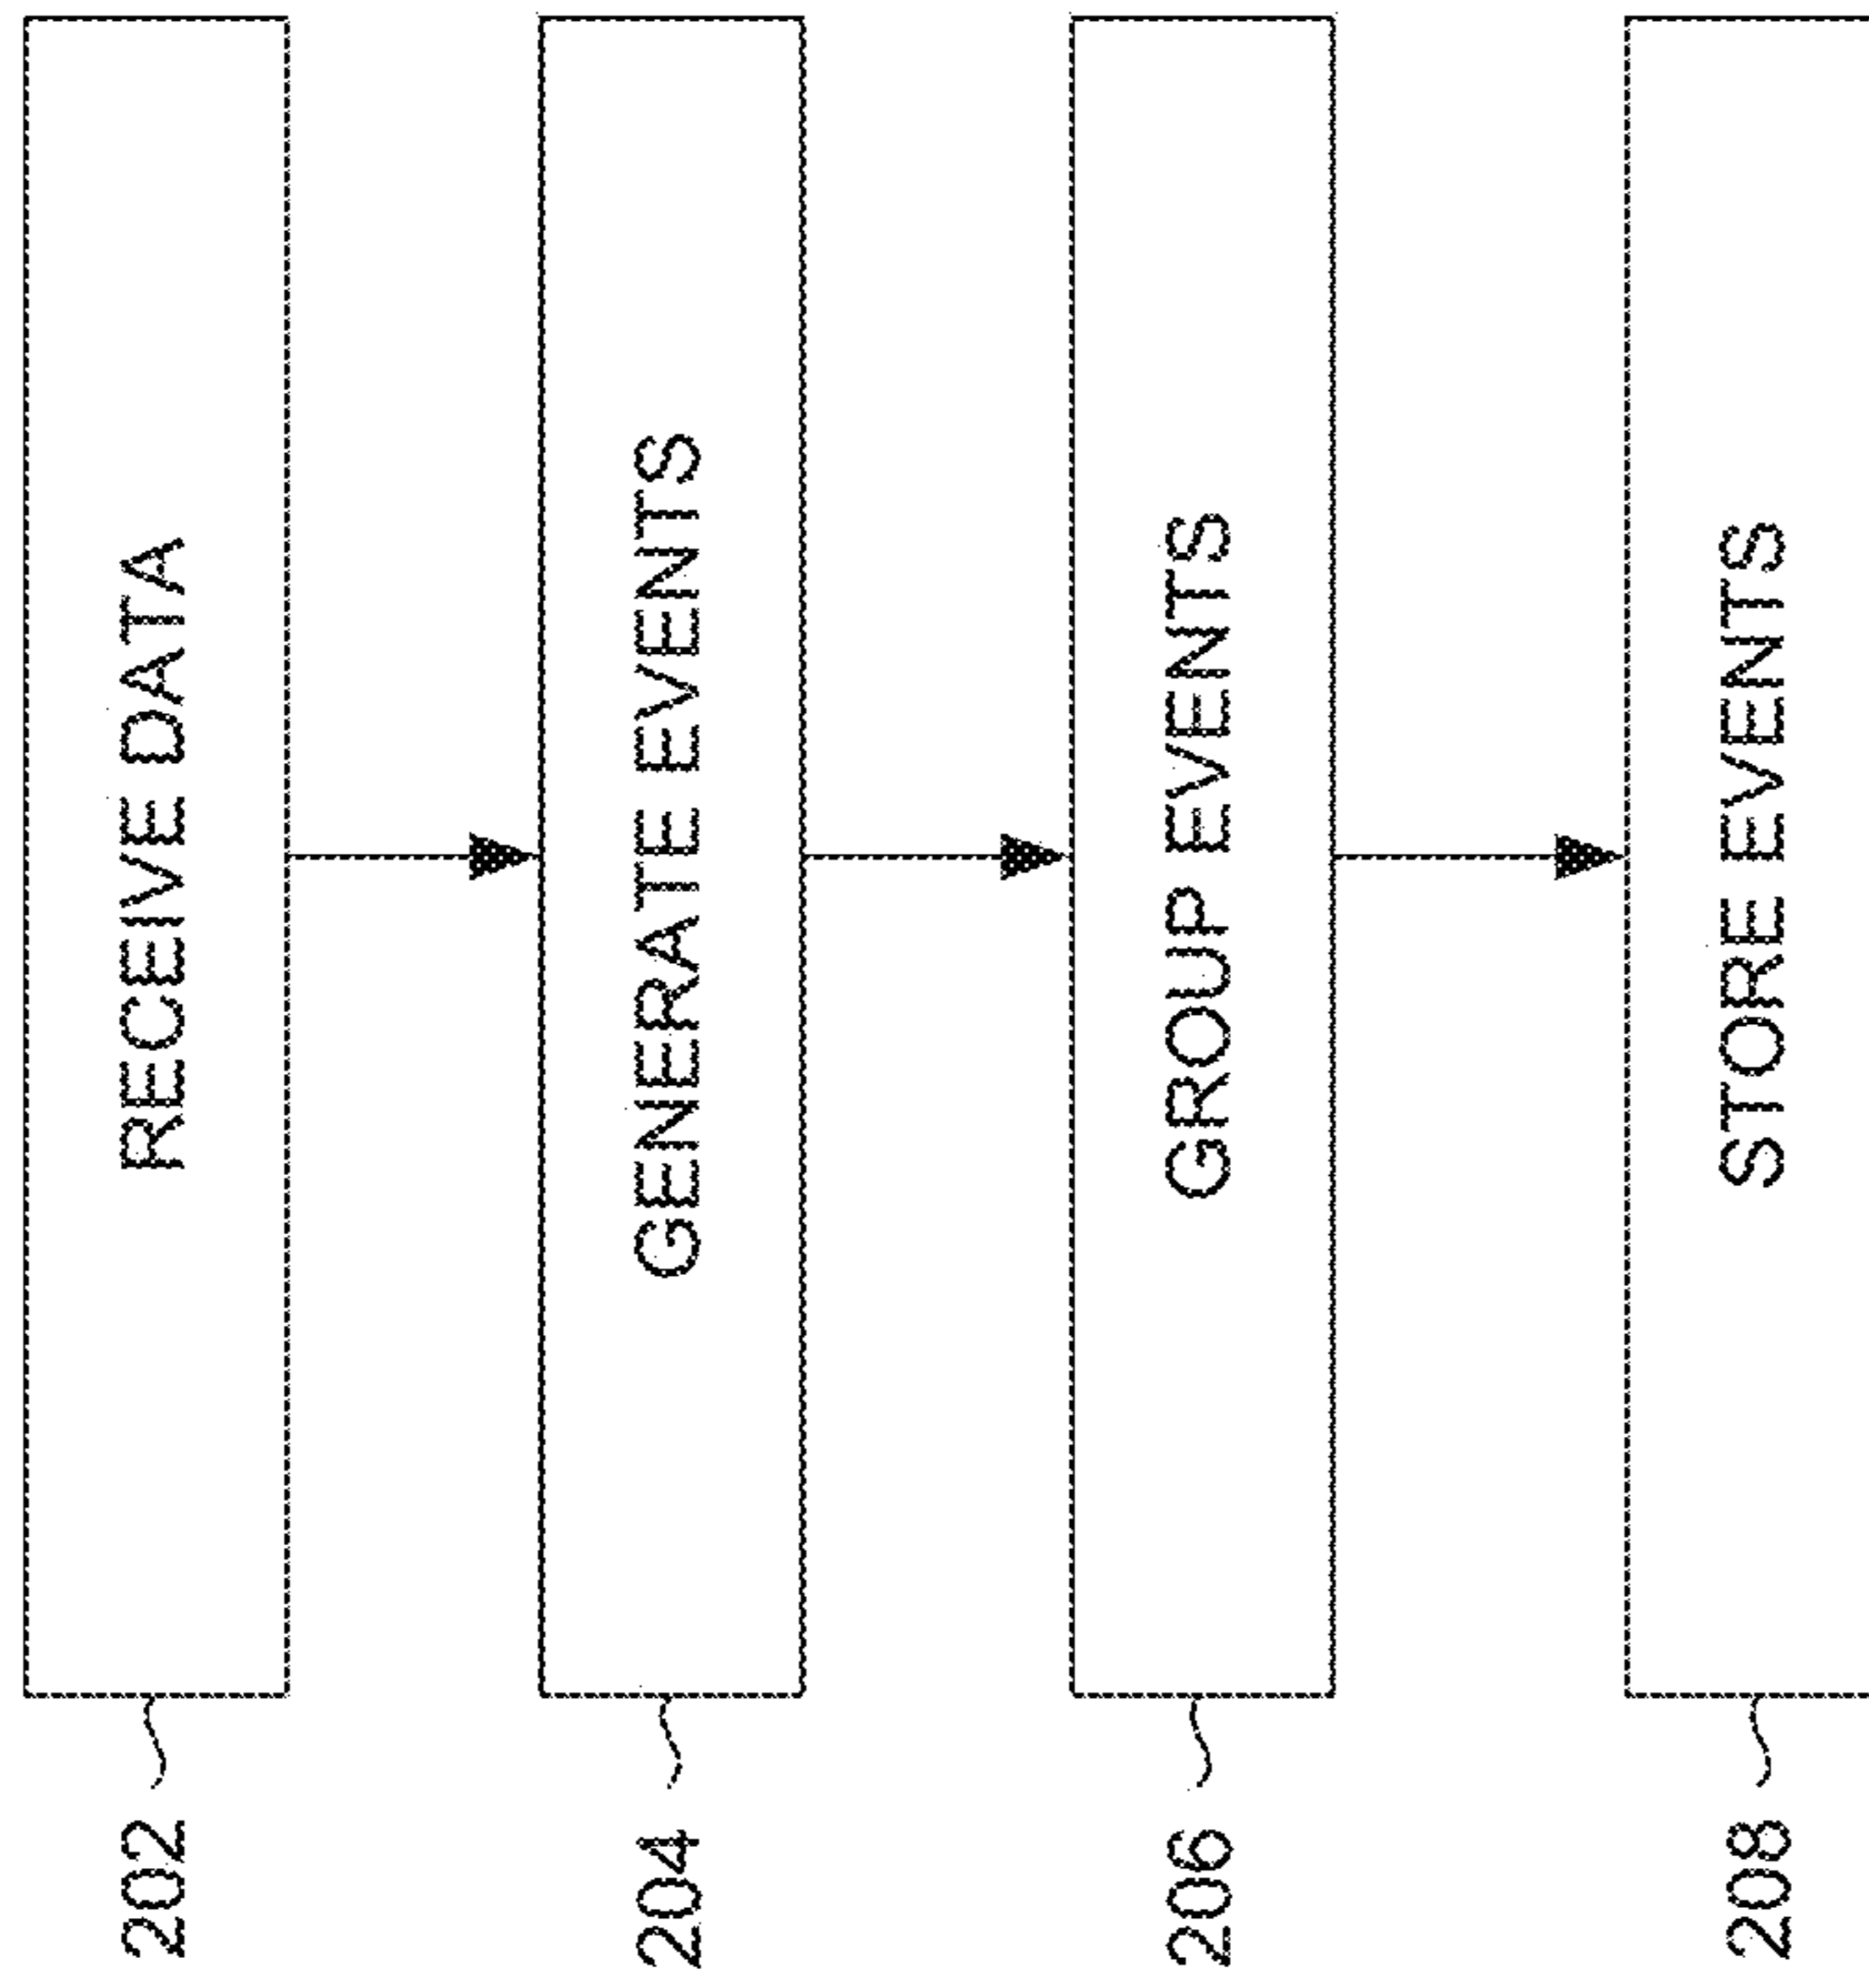 202 RECEIVE DATA
204 GENERATE EVENTS
206 GROUP EVENTS
208 STORE EVENTS